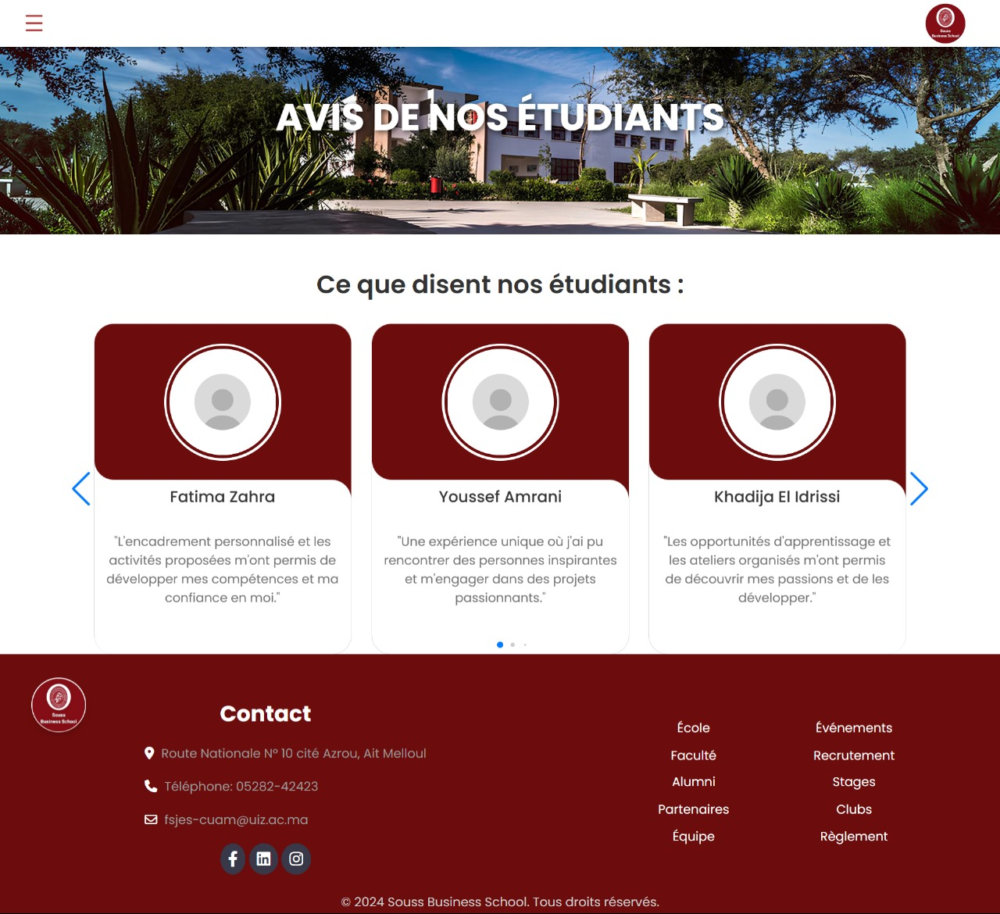 Souss
Business School
AVIS DE NOS ÉTUDIANTS
Ce que disent nos étudiants :
Fatima Zahra
"L'encadrement personnalisé et les
activités proposées m'ont permis de
développer mes compétences et ma
confiance en moi."
Youssef Amrani
"Une expérience unique où j'ai pu
rencontrer des personnes inspirantes
et m'engager dans des projets
passionnants."
Khadija El Idrissi
"Les opportunités d'apprentissage et
les ateliers organisés m'ont permis
de découvrir mes passions et de les
développer."
Souss
Business School
Contact
Route Nationale N° 10 cité Azrou, Ait Melloul
Téléphone: 05282-42423
fsjes-cuam@uiz.ac.ma
École
Faculté
Alumni
Partenaires
Équipe
Événements
Recrutement
Stages
Clubs
Règlement
© 2024 Souss Business School. Tous droits réservés.